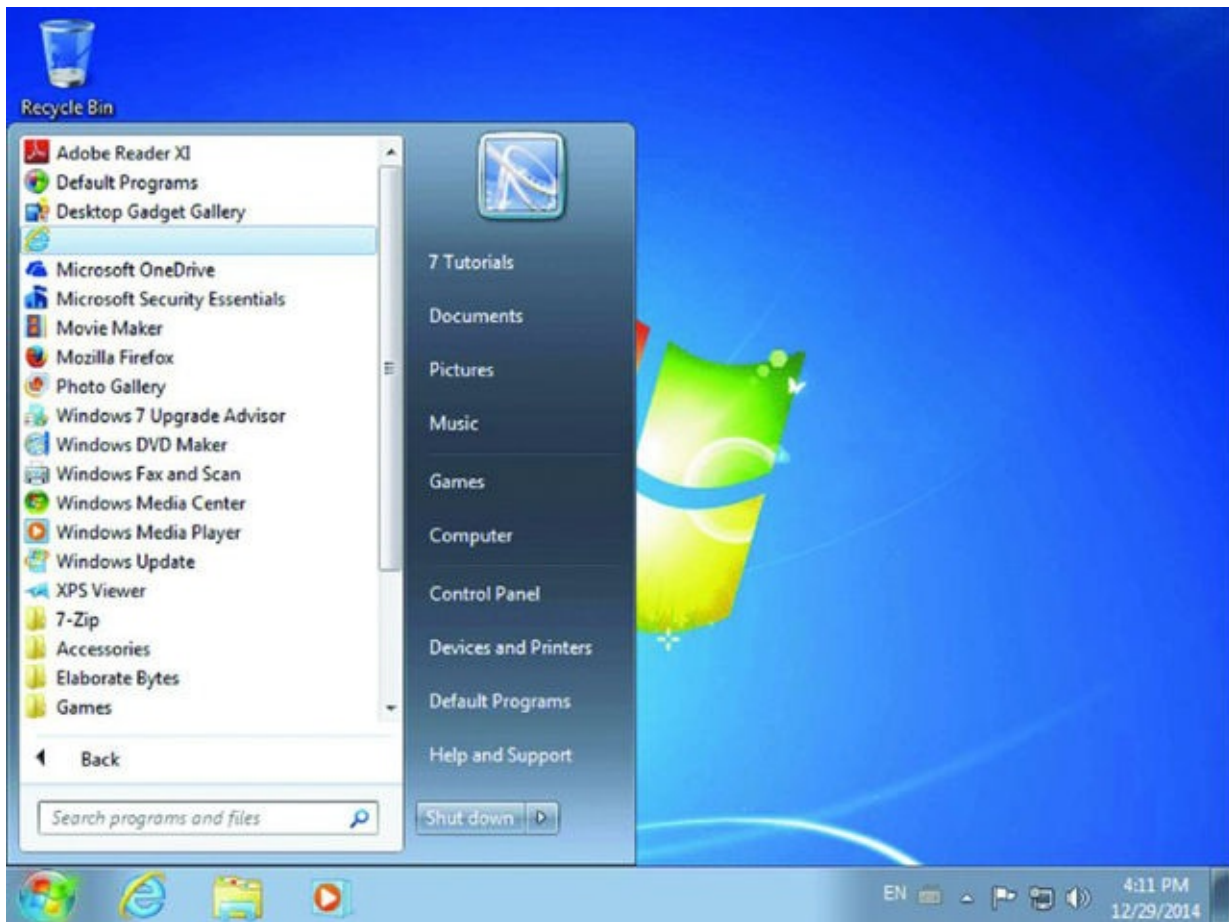 Recycle Bin
Adobe Reader XI
Default Programs
Desktop Gadget Gallery
Microsoft OneDrive
Microsoft Security Essentials
Movie Maker
Mozilla Firefox
Photo Gallery
Windows 7 Upgrade Advisor
Windows DVD Maker
Windows Fax and Scan
Windows Media Center
Windows Media Player
Windows Update
XPS Viewer
7-Zip
Accessories
Elaborate Bytes
Games
Back
Search programs and files
7 Tutorials
Documents
Pictures
Music
Games
Computer
Control Panel
Devices and Printers
Default Programs
Help and Support
Shut down
EN
4:11 PM
12/29/2014